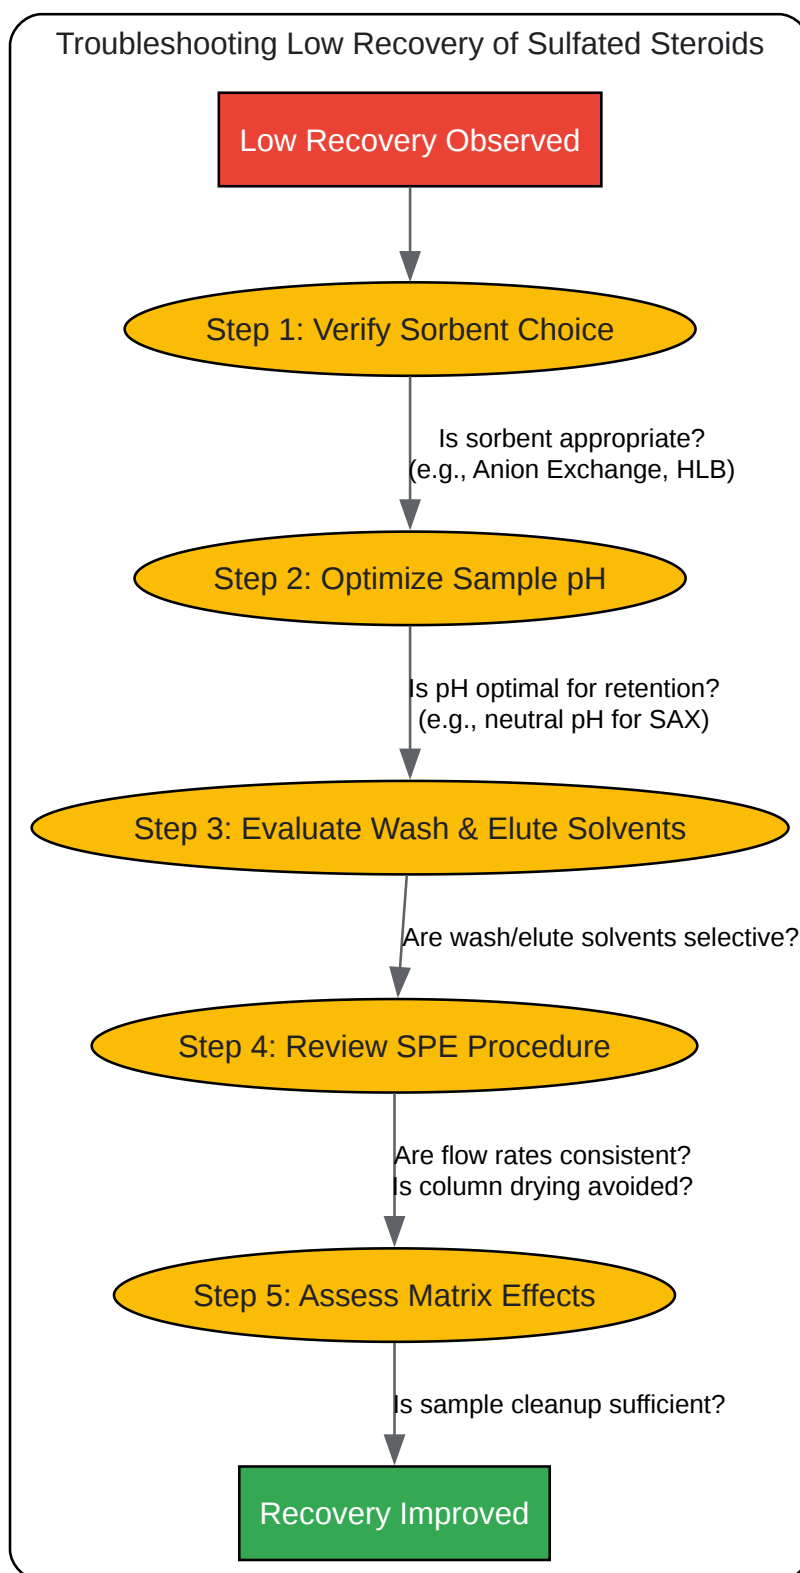 Troubleshooting Low Recovery of Sulfated Steroids
Low Recovery Observed
Step 1: Verify Sorbent Choice
Is sorbent appropriate?
(e.g., Anion Exchange, HLB)
Step 2: Optimize Sample pH
Is pH optimal for retention?
(e.g., neutral pH for SAX)
Step 3: Evaluate Wash & Elute Solvents
Are wash/elute solvents selective?
Step 4: Review SPE Procedure
Are flow rates consistent?
Is column drying avoided?
Step 5: Assess Matrix Effects
Is sample cleanup sufficient?
Recovery Improved